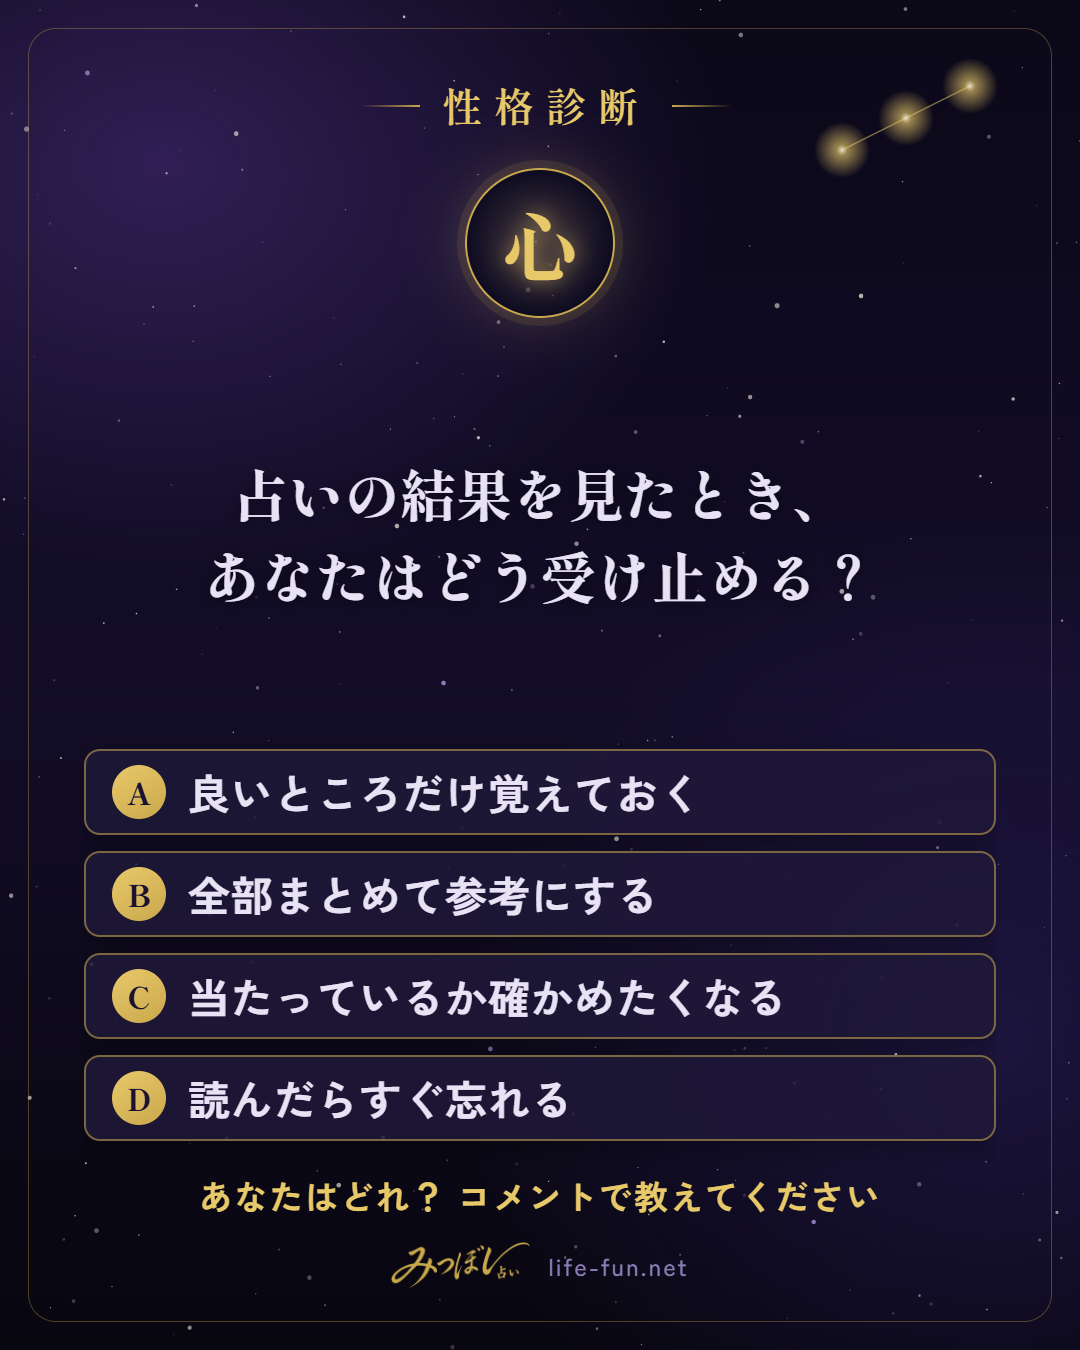 性格診断
心
占いの結果を見たとき、
あなたはどう受け止める？
A 良いところだけ覚えておく
B 全部まとめて参考にする
C 当たっているか確かめたくなる
D 読んだらすぐ忘れる
あなたはどれ？ コメントで教えてください
みつぼし占い life-fun.net